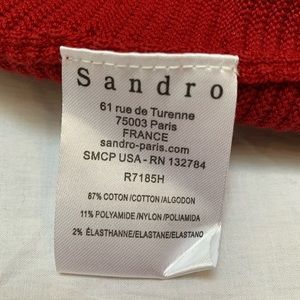 Sandro
61 rue de Turenne
75003 Paris
FRANCE
sandro-paris.com
SMCP USA - RN 132784
R7185H
87% COTON/COTTON/ALGODON
11% POLYAMIDE/NYLON/POLIAMIDA
2% ÉLASTHANNE/ELASTANE/ELASTANO